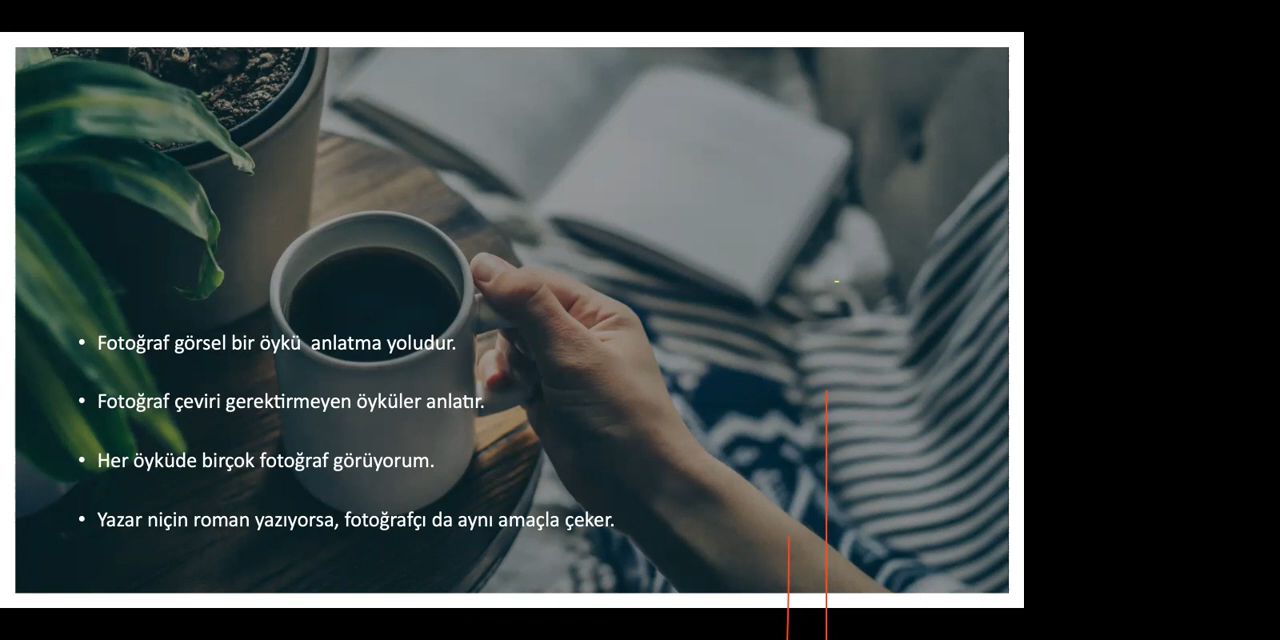 • Fotoğraf görsel bir öykü  anlatma yoludur.
• Fotoğraf çeviri gerektirmeyen öyküler anlatır.
• Her öyküde birçok fotoğraf görüyorum.
• Yazar niçin roman yazıyorsa, fotoğrafçı da aynı amaçla çeker.